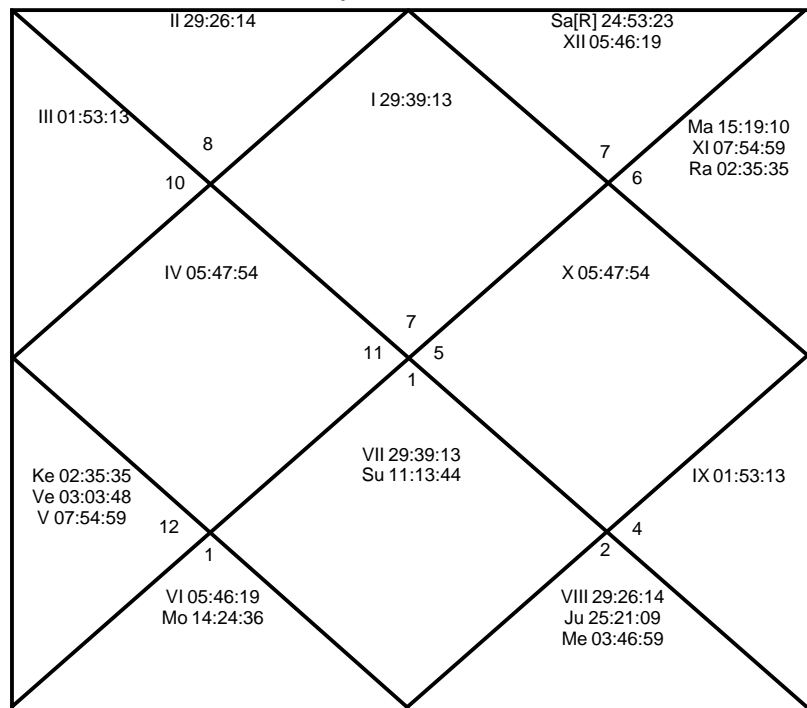 II 29:26:14
Sa[R] 24:53:23
XII 05:46:19
I 29:39:13
III 01:53:13
Ma 15:19:10
XI 07:54:59
Ra 02:35:35
8
7
10
6
IV 05:47:54
X 05:47:54
7
11
5
1
VII 29:39:13
Su 11:13:44
Ke 02:35:35
Ve 03:03:48
V 07:54:59
IX 01:53:13
12
4
1
2
VI 05:46:19
Mo 14:24:36
VIII 29:26:14
Ju 25:21:09
Me 03:46:59